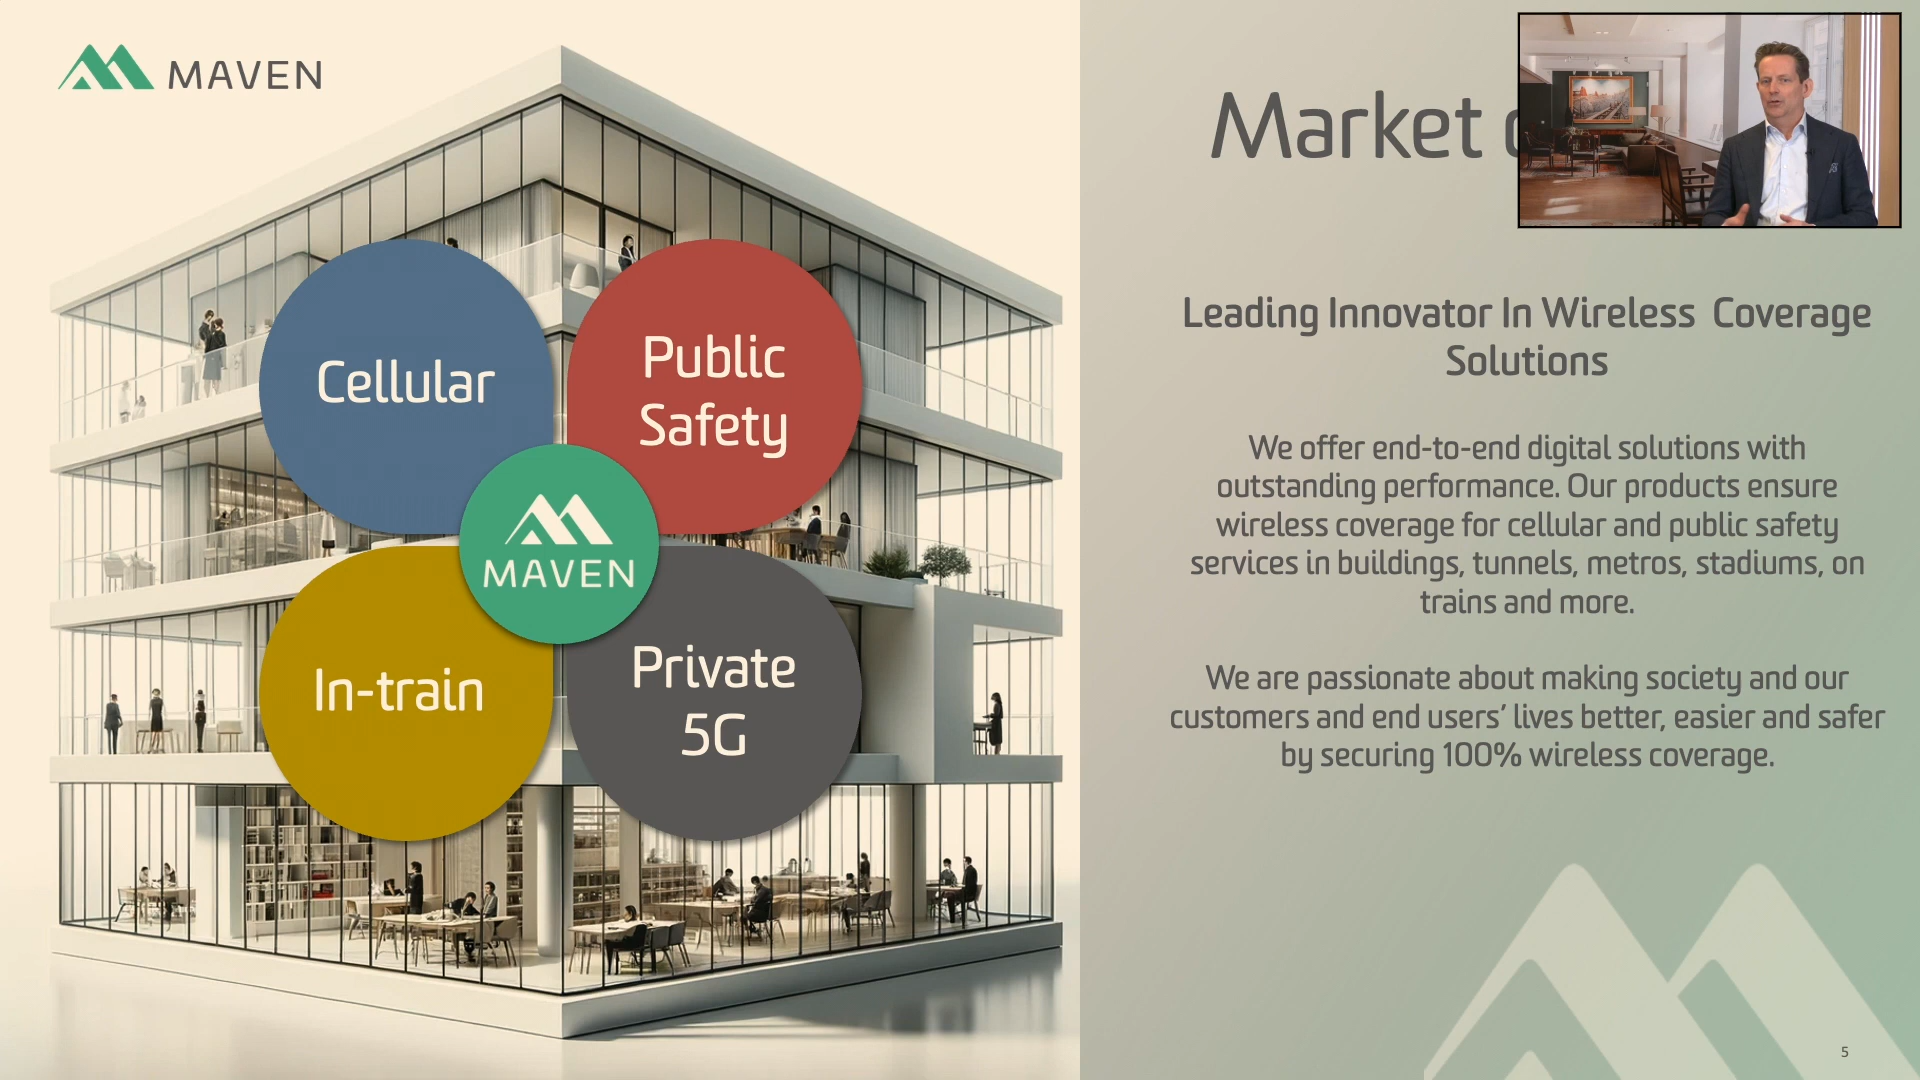 MAVEN
Market
Cellular
Public
Safety
MAVEN
In-train
Private
5G
Leading Innovator In Wireless Coverage
Solutions
We offer end-to-end digital solutions with
outstanding performance. Our products ensure
wireless coverage for cellular and public safety
services in buildings, tunnels, metros, stadiums, on
trains and more.
We are passionate about making society and our
customers and end users’ lives better, easier and safer
by securing 100% wireless coverage.
5